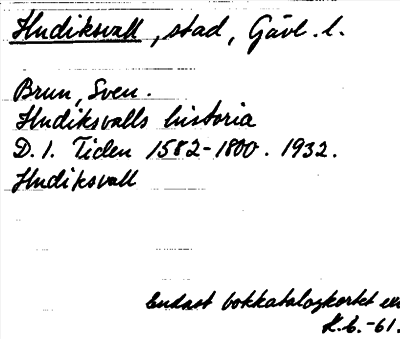 Hudiksvall, stad, Gävl. l.
Brun, Sven.
Hudiksvalls historia
D. 1. Tiden 1582-1800. 1932.
Hudiksvall
Endast bokkatalogkortet
K.b.-61.